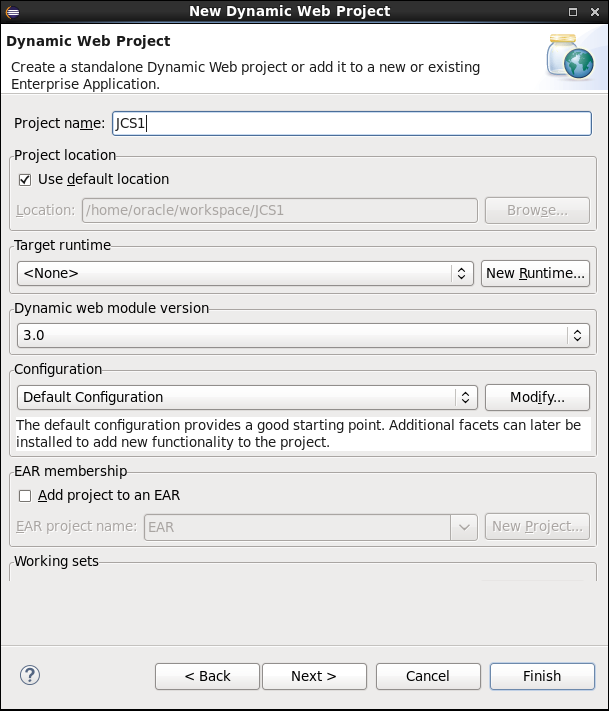 New Dynamic Web Project
Dynamic Web Project
Create a standalone Dynamic Web project or add it to a new or existing
Enterprise Application.
Project name: JCS1
Project location
Use default location
Location: /home/oracle/workspace/JCS1 Browse...
Target runtime
<None> New Runtime...
Dynamic web module version
3.0
Configuration
Default Configuration Modify...
The default configuration provides a good starting point. Additional facets can later be
installed to add new functionality to the project.
EAR membership
Add project to an EAR
EAR project name: EAR New Project...
Working sets
? < Back Next > Cancel Finish